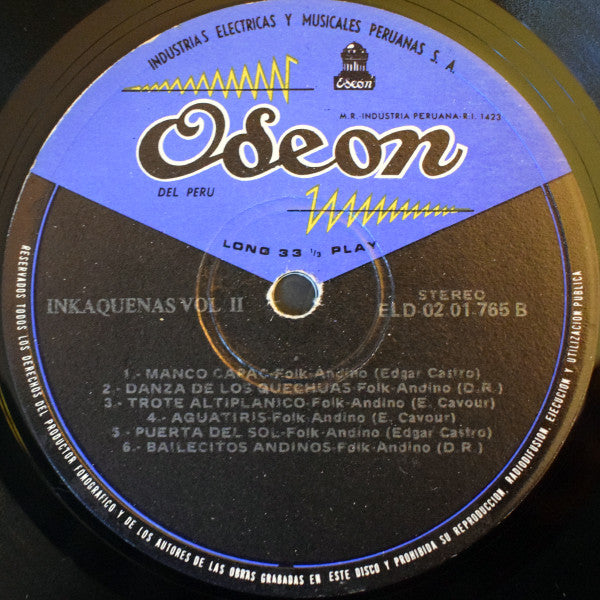 INDUSTRIAS ELECTRICAS Y MUSICALES PERUANAS S. A.
Odeon
M.R.-INDUSTRIA PERUANA-R.I. 1423
Odeon
DEL PERU
LONG 33 1/3 PLAY
INKAQUENAS VOL II
STEREO
ELD-02.01.765 B
1.- MANCO CAPAC-Folk-Andino (Edgar Castro)
2.- DANZA DE LOS QUECHUAS-Folk-Andino (D.R.)
3.- TROTE ALTIPLANICO-Folk-Andino (E. Cavour)
4.- AGUATIRIS-Folk-Andino (E. Cavour)
5.- PUERTA DEL SOL-Folk-Andino (Edgar Castro)
6.- BAILECITOS ANDINOS-Folk-Andino (D.R.)
RESERVADOS TODOS LOS DERECHOS DEL PRODUCTOR FONOGRAFICO Y DE LOS AUTORES DE LAS OBRAS GRABADAS EN ESTE DISCO Y PROHIBIDA SU REPRODUCCION, RADIODIFUSION, EJECUCION Y UTILIZACION PUBLICA